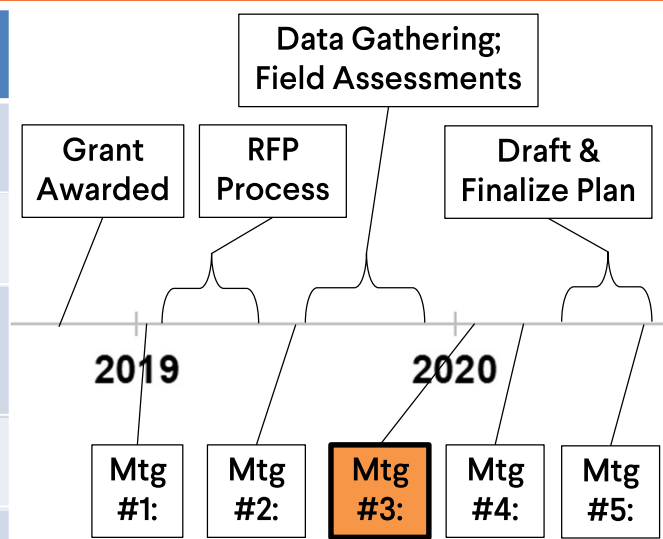 Data Gathering;
Field Assessments
Grant
Awarded
RFP
Process
Draft &
Finalize Plan
2019
2020
Mtg
#1:
Mtg
#2:
Mtg
#3:
Mtg
#4:
Mtg
#5: